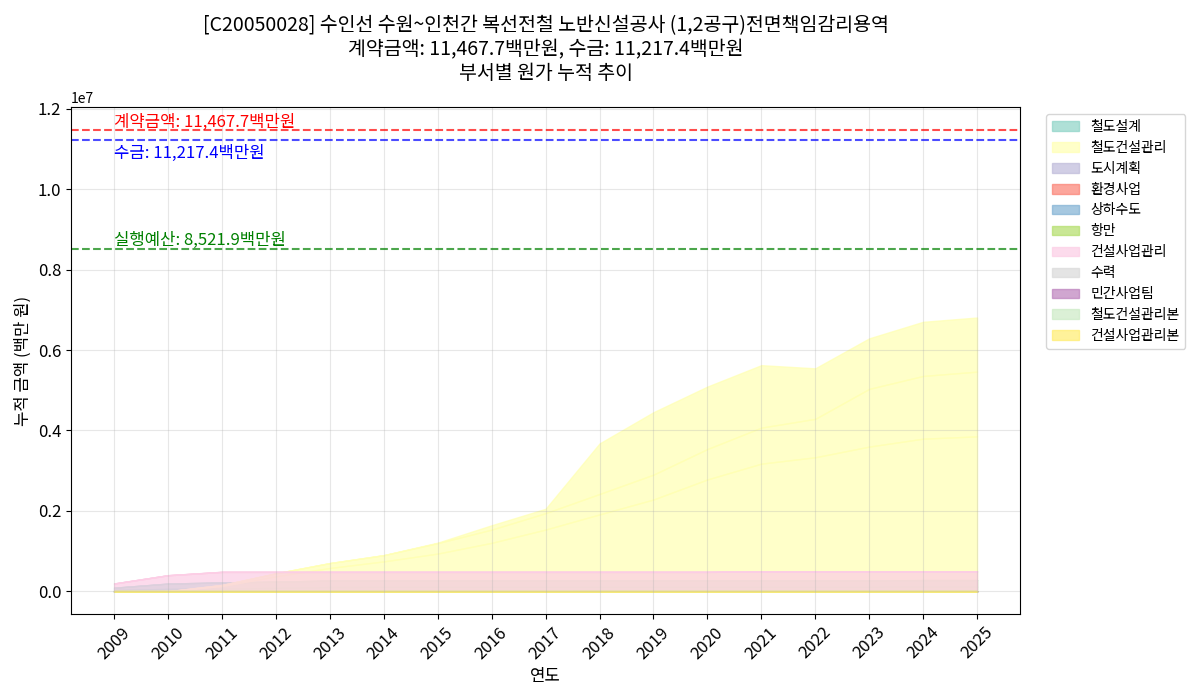 [C20050028] 수인선 수원~인천간 복선전철 노반신설공사 (1,2공구)전면책임감리용역
계약금액: 11,467.7백만원, 수금: 11,217.4백만원
부서별 원가 누적 추이
1e7
1.2
1.0
0.8
0.6
0.4
0.2
0.0
누적 금액 (백만 원)
계약금액: 11,467.7백만원
수금: 11,217.4백만원
실행예산: 8,521.9백만원
2009
2010
2011
2012
2013
2014
2015
2016
2017
2018
2019
2020
2021
2022
2023
2024
2025
연도
철도설계
철도건설관리
도시계획
환경사업
상하수도
항만
건설사업관리
수력
민간사업팀
철도건설관리본
건설사업관리본